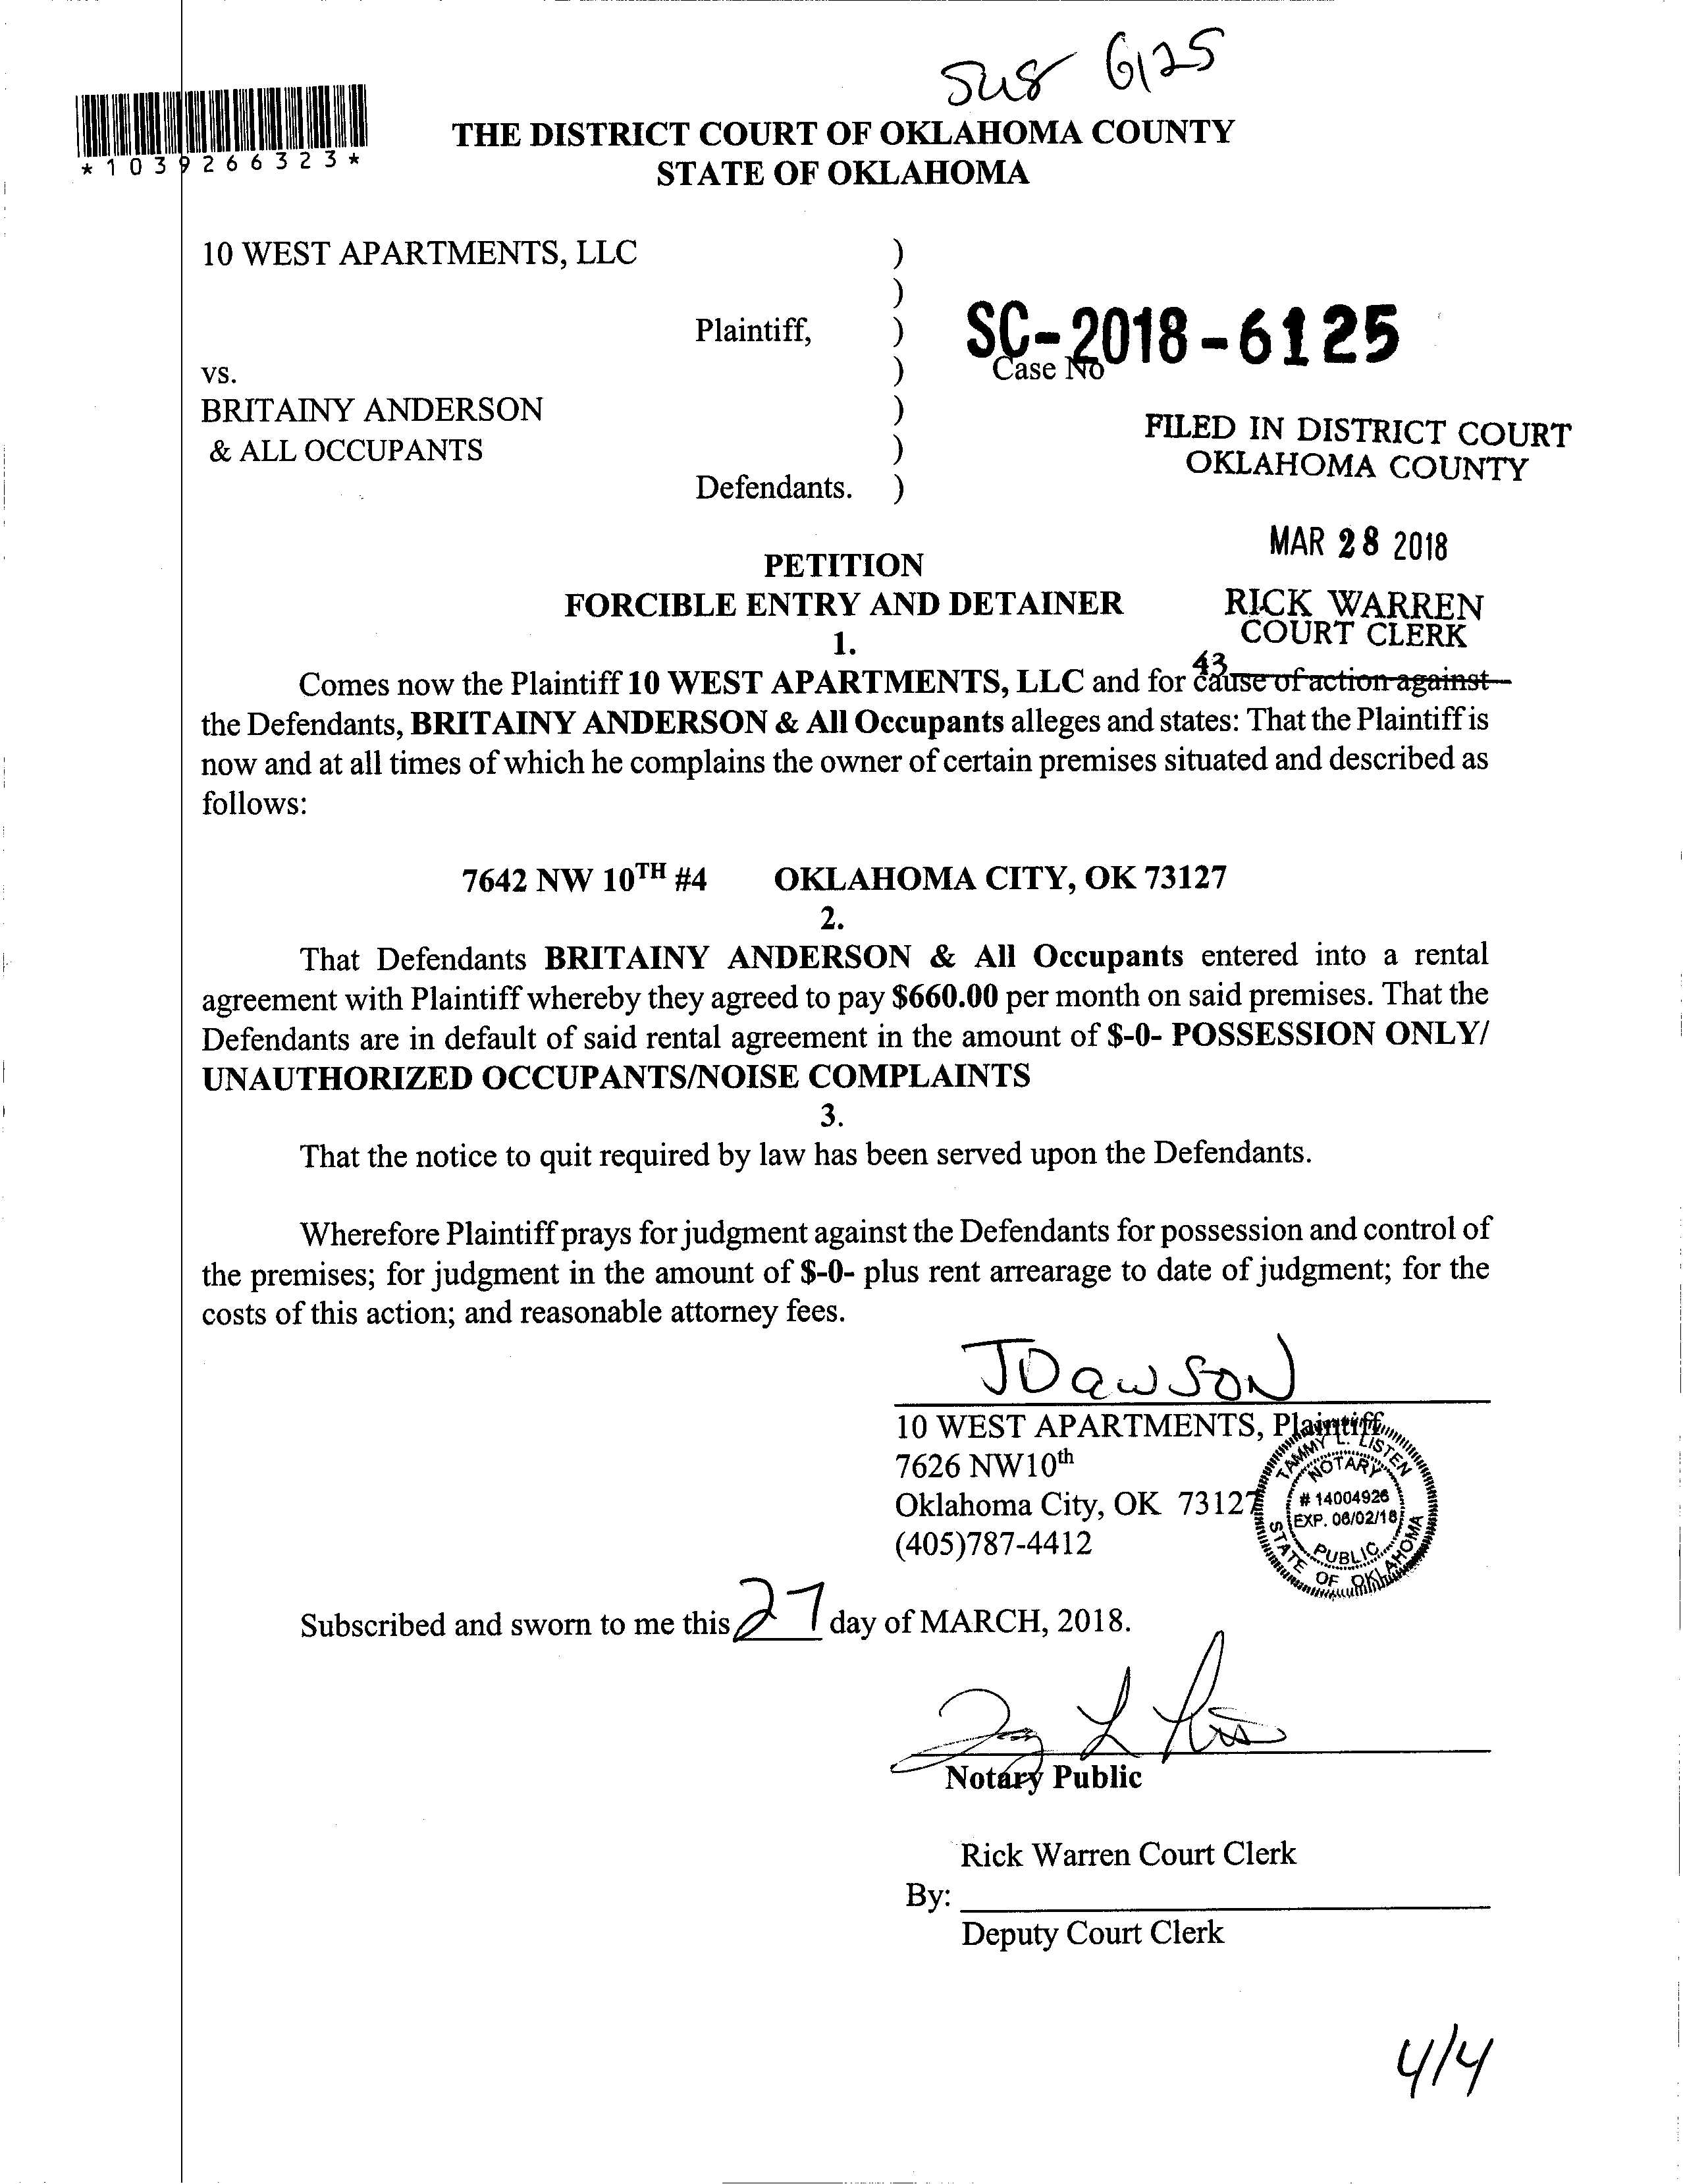 6125
*1039266323*
THE DISTRICT COURT OF OKLAHOMA COUNTY
STATE OF OKLAHOMA
10 WEST APARTMENTS, LLC )
)
Plaintiff, )
SC-2018-6125
vs. )
Case No
BRITAINY ANDERSON )
& ALL OCCUPANTS )
Defendants. )
FILED IN DISTRICT COURT
OKLAHOMA COUNTY
MAR 28 2018
RICK WARREN
COURT CLERK
43
PETITION
FORCIBLE ENTRY AND DETAINER
1.
Comes now the Plaintiff 10 WEST APARTMENTS, LLC and for cause of action against
the Defendants, BRITAINY ANDERSON & All Occupants alleges and states: That the Plaintiff is
now and at all times of which he complains the owner of certain premises situated and described as
follows:
7642 NW 10TH #4 OKLAHOMA CITY, OK 73127
2.
That Defendants BRITAINY ANDERSON & All Occupants entered into a rental
agreement with Plaintiff whereby they agreed to pay $660.00 per month on said premises. That the
Defendants are in default of said rental agreement in the amount of $-0- POSSESSION ONLY/
UNAUTHORIZED OCCUPANTS/NOISE COMPLAINTS
3.
That the notice to quit required by law has been served upon the Defendants.
Wherefore Plaintiff prays for judgment against the Defendants for possession and control of
the premises; for judgment in the amount of $-0- plus rent arrearage to date of judgment; for the
costs of this action; and reasonable attorney fees.
JDawson
10 WEST APARTMENTS, Plaintiff,
7626 NW10th
Oklahoma City, OK 73127
(405)787-4412
TAMMY L. LISTEN
NOTARY
# 14004926
EXP. 06/02/18
PUBLIC
STATE OF OKLAHOMA
Subscribed and sworn to me this 27 day of MARCH, 2018.
Notary Public
Rick Warren Court Clerk
By:
Deputy Court Clerk
4/4